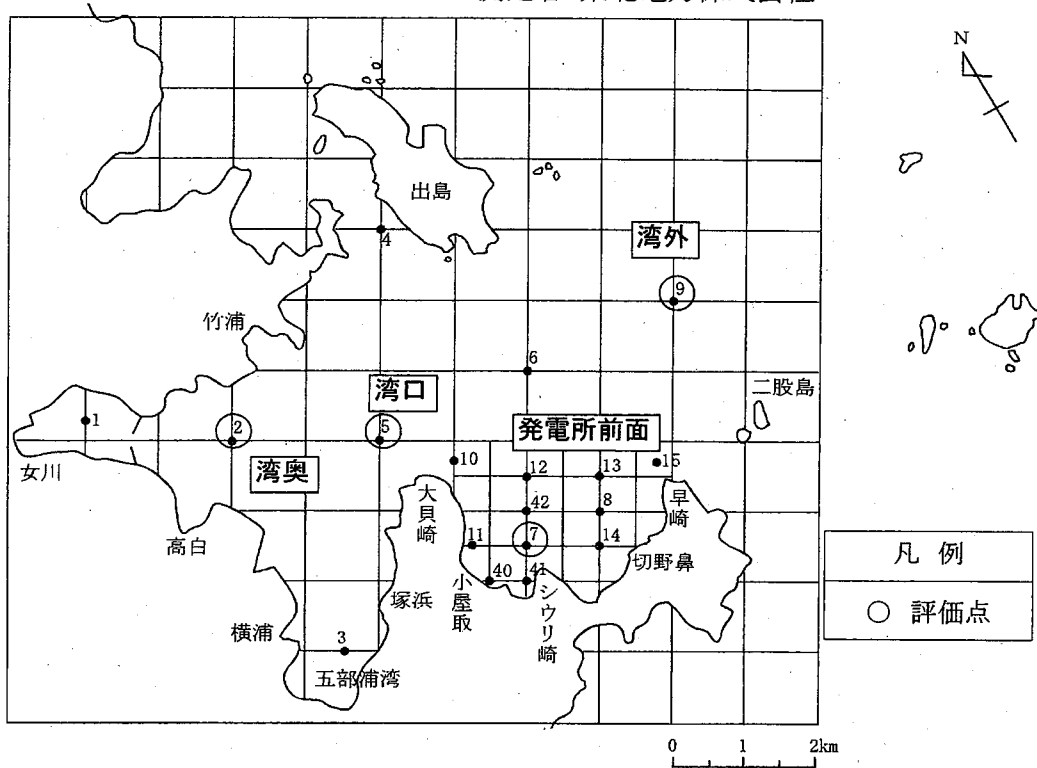 N
出島
湾外
4
9
竹浦
6
湾口
二股島
1
2
5
発電所前面
女川
湾奥
10
12
13
15
大貝崎
早崎
42
8
高白
11
7
14
切野鼻
凡 例
○ 評価点
40
41
小屋取
シウリ崎
塚浜
横浦
3
五部浦湾
0 1 2km